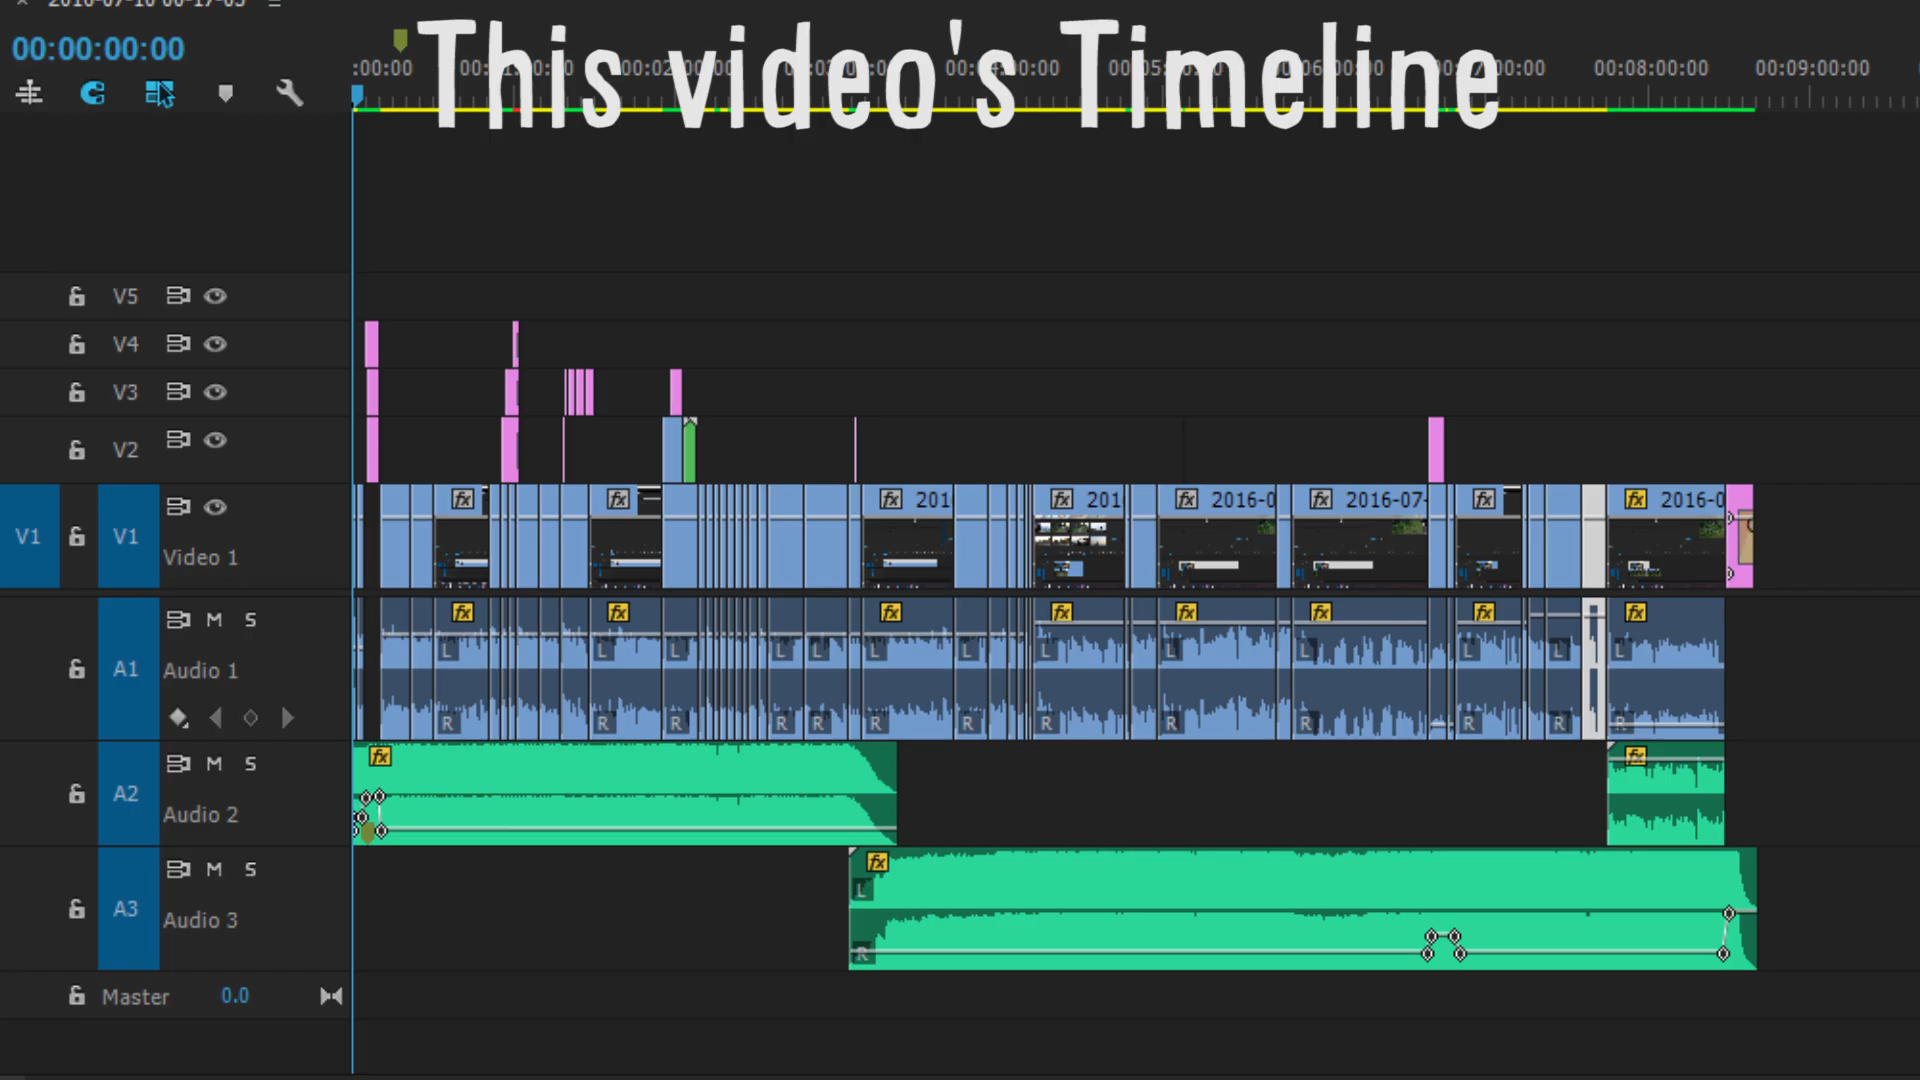 This video's Timeline
00:00:00:00
:00:00
00:04:00:00
00:08:00:00
00:09:00:00
V5
V4
V3
V2
V1
V1
Video 1
fx
fx
fx
201
fx
201
fx
2016-0
fx
2016-07-
fx
fx
2016-0
A1
M
S
Audio 1
fx
fx
fx
fx
fx
fx
fx
fx
L
L
L
L
L
L
L
L
L
L
L
L
L
R
R
R
R
R
R
R
R
R
R
R
R
R
A2
M
S
Audio 2
fx
fx
A3
M
S
Audio 3
fx
L
R
Master
0.0